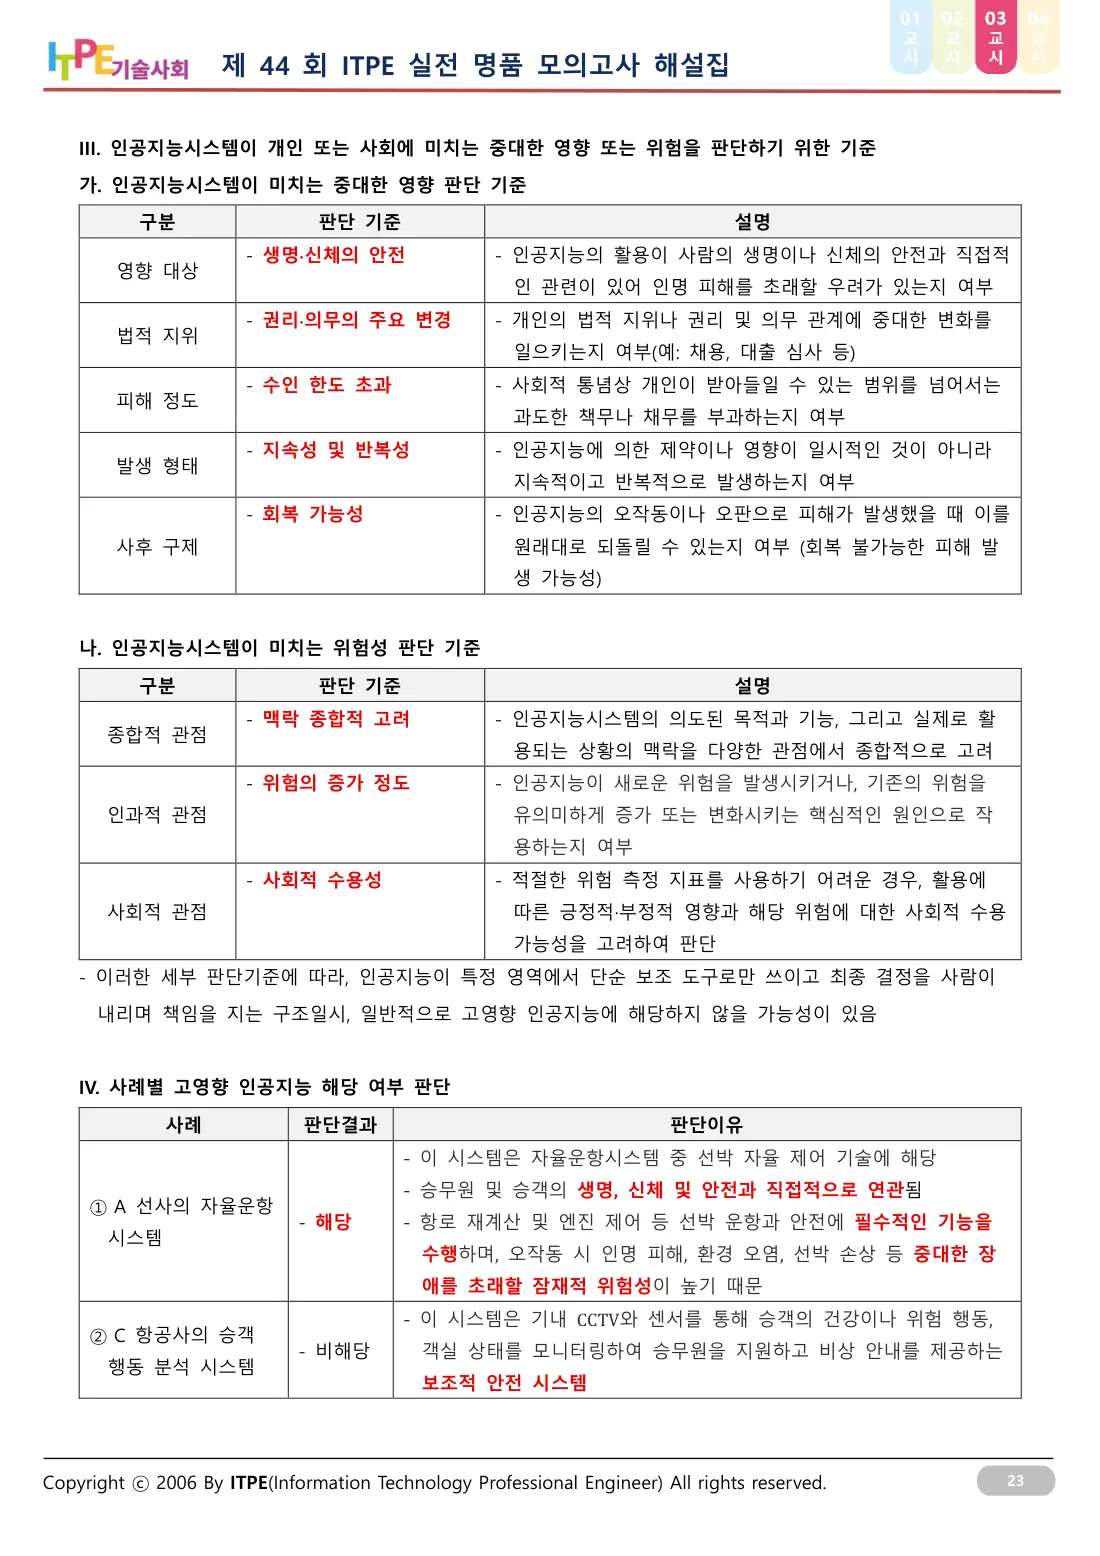 ITPE기술사회
제 44 회 ITPE 실전 명품 모의고사 해설집
01 교시
02 교시
03 교시
04 교시
III. 인공지능시스템이 개인 또는 사회에 미치는 중대한 영향 또는 위험을 판단하기 위한 기준
가. 인공지능시스템이 미치는 중대한 영향 판단 기준
구분 판단 기준 설명
영향 대상
- 생명·신체의 안전
- 인공지능의 활용이 사람의 생명이나 신체의 안전과 직접적
인 관련이 있어 인명 피해를 초래할 우려가 있는지 여부
법적 지위
- 권리·의무의 주요 변경
- 개인의 법적 지위나 권리 및 의무 관계에 중대한 변화를
일으키는지 여부(예: 채용, 대출 심사 등)
피해 정도
- 수인 한도 초과
- 사회적 통념상 개인이 받아들일 수 있는 범위를 넘어서는
과도한 책무나 채무를 부과하는지 여부
발생 형태
- 지속성 및 반복성
- 인공지능에 의한 제약이나 영향이 일시적인 것이 아니라
지속적이고 반복적으로 발생하는지 여부
사후 구제
- 회복 가능성
- 인공지능의 오작동이나 오판으로 피해가 발생했을 때 이를
원래대로 되돌릴 수 있는지 여부 (회복 불가능한 피해 발
생 가능성)
나. 인공지능시스템이 미치는 위험성 판단 기준
구분 판단 기준 설명
종합적 관점
- 맥락 종합적 고려
- 인공지능시스템의 의도된 목적과 기능, 그리고 실제로 활
용되는 상황의 맥락을 다양한 관점에서 종합적으로 고려
인과적 관점
- 위험의 증가 정도
- 인공지능이 새로운 위험을 발생시키거나, 기존의 위험을
유의미하게 증가 또는 변화시키는 핵심적인 원인으로 작
용하는지 여부
사회적 관점
- 사회적 수용성
- 적절한 위험 측정 지표를 사용하기 어려운 경우, 활용에
따른 긍정적·부정적 영향과 해당 위험에 대한 사회적 수용
가능성을 고려하여 판단
- 이러한 세부 판단기준에 따라, 인공지능이 특정 영역에서 단순 보조 도구로만 쓰이고 최종 결정을 사람이
내리며 책임을 지는 구조일시, 일반적으로 고영향 인공지능에 해당하지 않을 가능성이 있음
IV. 사례별 고영향 인공지능 해당 여부 판단
사례 판단결과 판단이유
① A 선사의 자율운항
시스템
- 해당
- 이 시스템은 자율운항시스템 중 선박 자율 제어 기술에 해당
- 승무원 및 승객의 생명, 신체 및 안전과 직접적으로 연관됨
- 항로 재계산 및 엔진 제어 등 선박 운항과 안전에 필수적인 기능을
수행하며, 오작동 시 인명 피해, 환경 오염, 선박 손상 등 중대한 장
애를 초래할 잠재적 위험성이 높기 때문
② C 항공사의 승객
행동 분석 시스템
- 비해당
- 이 시스템은 기내 CCTV와 센서를 통해 승객의 건강이나 위험 행동,
객실 상태를 모니터링하여 승무원을 지원하고 비상 안내를 제공하는
보조적 안전 시스템
Copyright ⓒ 2006 By ITPE(Information Technology Professional Engineer) All rights reserved.
23